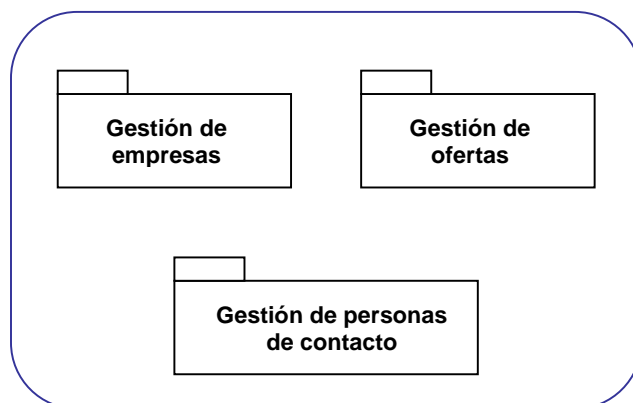 Gestión de
empresas
Gestión de
ofertas
Gestión de personas
de contacto